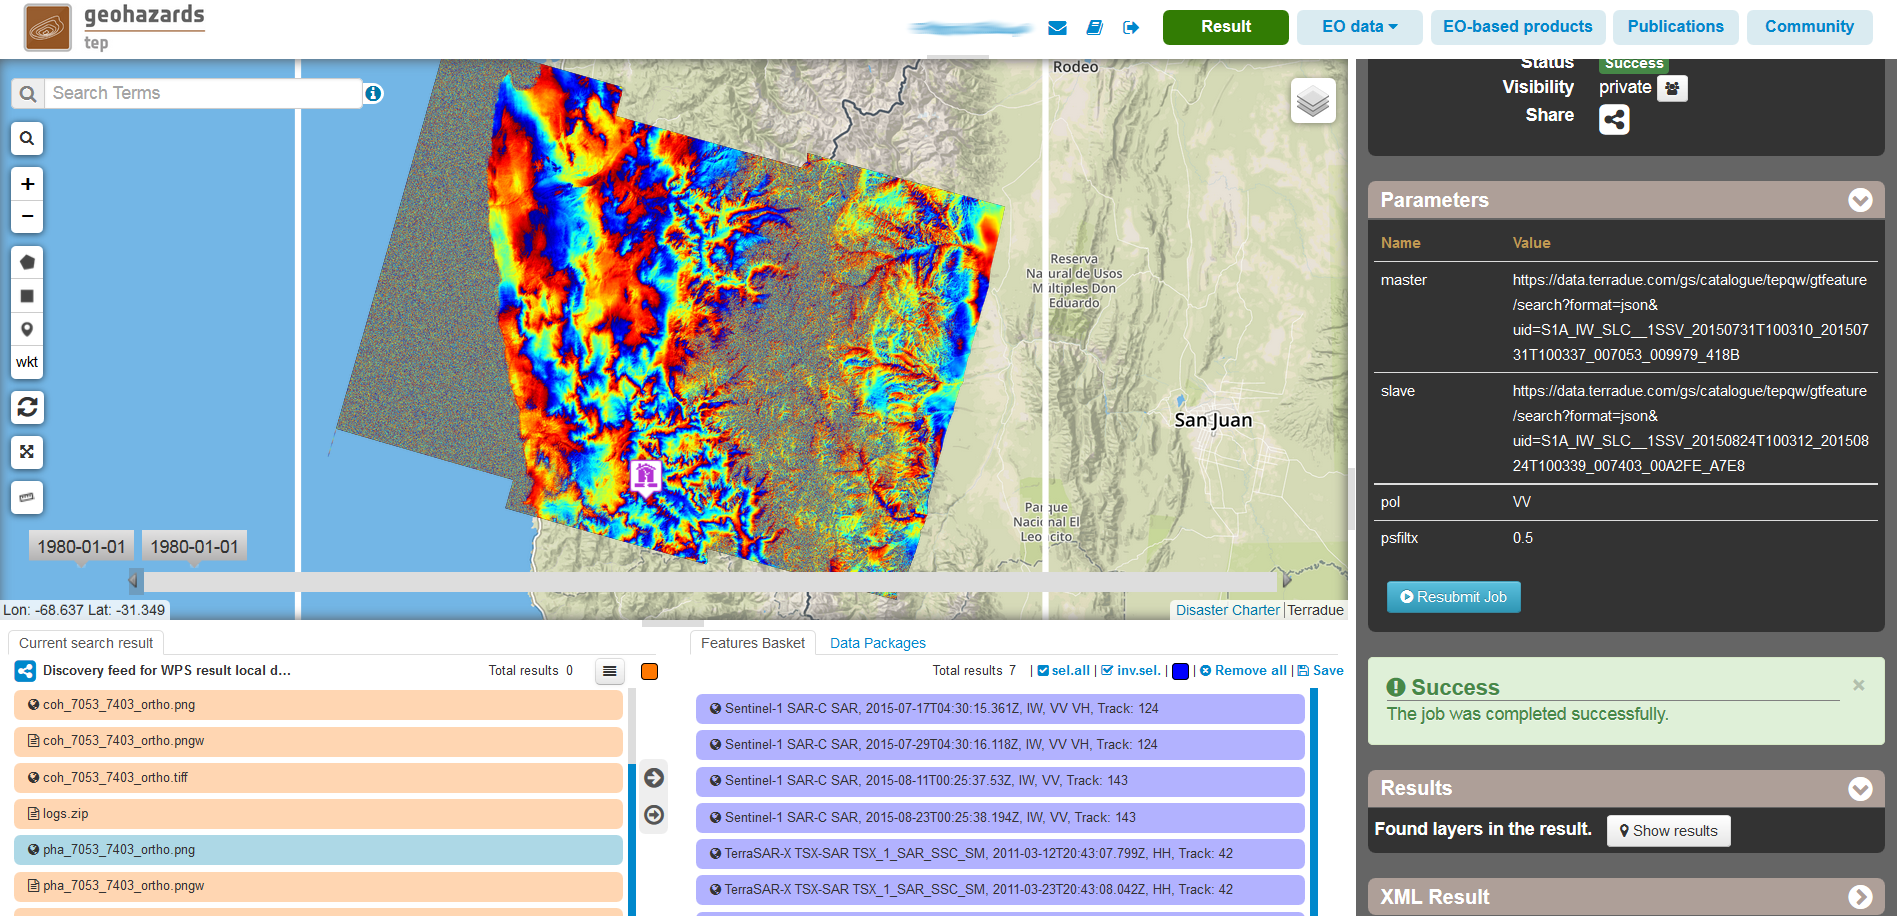 geohazards
tep
Result
EO data
EO-based products
Publications
Community
Search Terms
wkt
1980-01-01
1980-01-01
Lon: -68.637 Lat: -31.349
Rodeo
Reserva
Natural de Usos
Múltiples Don
Eduardo
San Juan
Parque
Nacional El
Leoncito
Disaster Charter | Terradue
Status Success
Visibility private
Share
Parameters
Name Value
master https://data.terradue.com/gs/catalogue/tepqw/gtfeature
/search?format=json&
uid=S1A_IW_SLC__1SSV_20150731T100310_201507
31T100337_007053_009979_418B
slave https://data.terradue.com/gs/catalogue/tepqw/gtfeature
/search?format=json&
uid=S1A_IW_SLC__1SSV_20150824T100312_201508
24T100339_007403_00A2FE_A7E8
pol VV
psfiltx 0.5
Resubmit Job
Success
The job was completed successfully.
×
Results
Found layers in the result. Show results
XML Result
Current search result
Discovery feed for WPS result local d... Total results 0
coh_7053_7403_ortho.png
coh_7053_7403_ortho.pngw
coh_7053_7403_ortho.tiff
logs.zip
pha_7053_7403_ortho.png
pha_7053_7403_ortho.pngw
Features Basket Data Packages
Total results 7 | sel.all | inv.sel. | | Remove all | Save
Sentinel-1 SAR-C SAR, 2015-07-17T04:30:15.361Z, IW, VV VH, Track: 124
Sentinel-1 SAR-C SAR, 2015-07-29T04:30:16.118Z, IW, VV VH, Track: 124
Sentinel-1 SAR-C SAR, 2015-08-11T00:25:37.53Z, IW, VV, Track: 143
Sentinel-1 SAR-C SAR, 2015-08-23T00:25:38.194Z, IW, VV, Track: 143
TerraSAR-X TSX-SAR TSX_1_SAR_SSC_SM, 2011-03-12T20:43:07.799Z, HH, Track: 42
TerraSAR-X TSX-SAR TSX_1_SAR_SSC_SM, 2011-03-23T20:43:08.042Z, HH, Track: 42